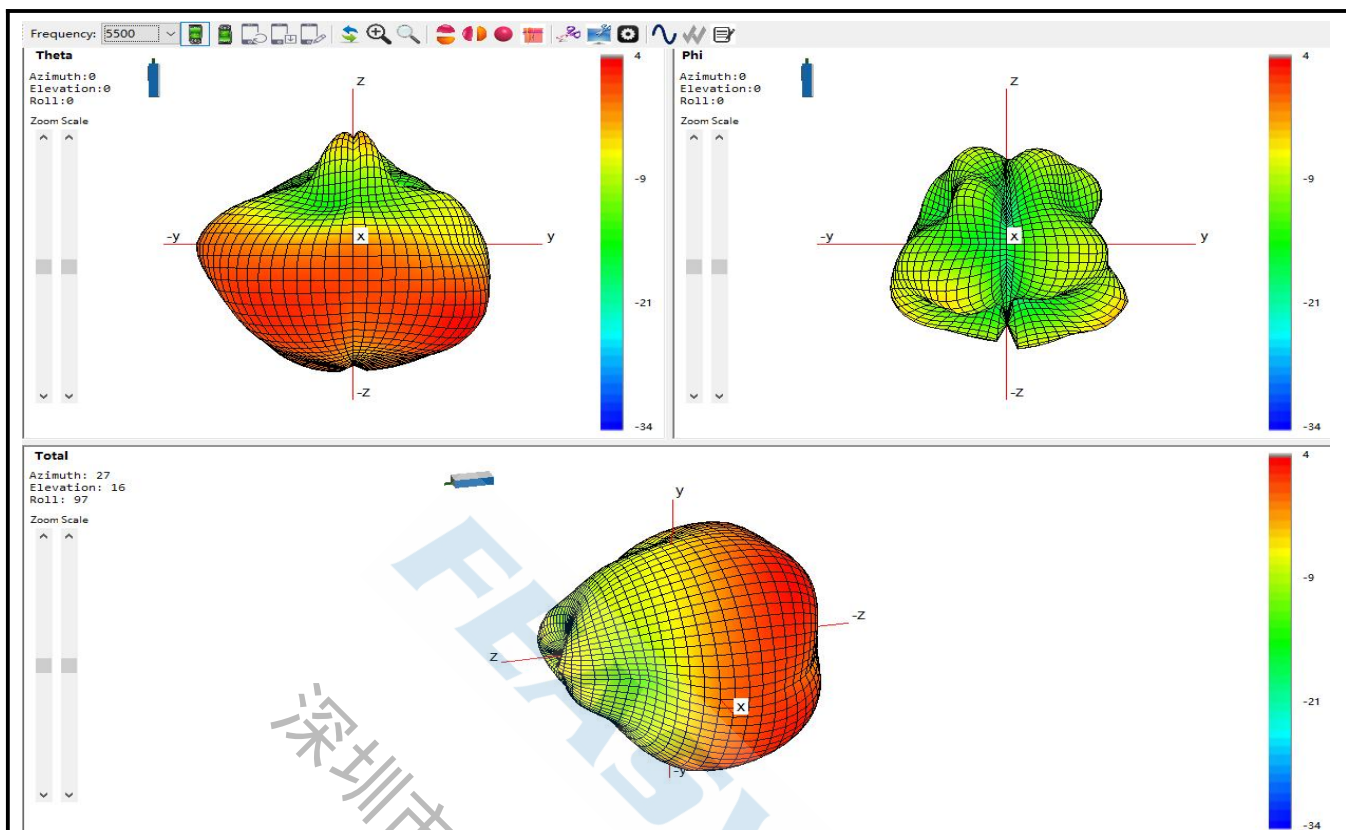 Frequency: 5500
Theta
Azimuth:0
Elevation:0
Roll:0
Zoom Scale
z
-y
x
y
-z
4
-9
-21
-34
Phi
Azimuth:0
Elevation:0
Roll:0
Zoom Scale
z
-y
x
y
-z
4
-9
-21
-34
Total
Azimuth: 27
Elevation: 16
Roll: 97
Zoom Scale
y
-z
z
x
-y
4
-9
-21
-34
FEASY
深圳市